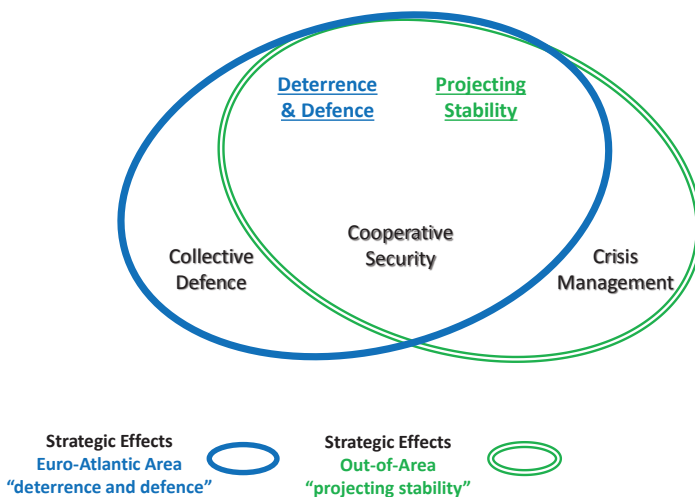 Deterrence
& Defence
Projecting
Stability
Collective
Defence
Cooperative
Security
Crisis
Management
Strategic Effects
Euro-Atlantic Area
“deterrence and defence”
Strategic Effects
Out-of-Area
“projecting stability”